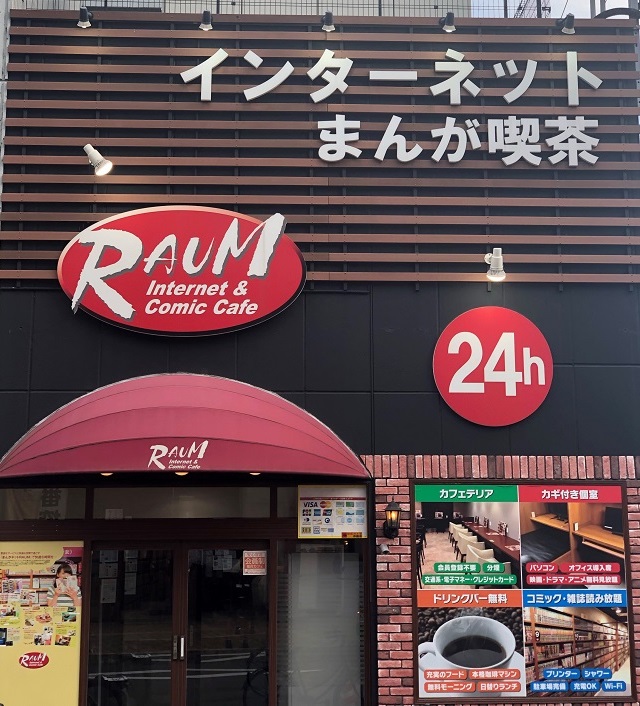 インターネット
まんが喫茶
RAUM
Internet &
Comic Cafe
24h
RAUM
Internet &
Comic Cafe
VISA
カフェテリア
会員登録不要 分煙
交通系・電子マネー・クレジットカード
カギ付き個室
パソコン オフィス導入席
映画・ドラマ・アニメ無料見放題
ドリンクバー無料
充実のフード 本格珈琲マシン
無料モーニング 日替りランチ
コミック・雑誌読み放題
プリンター シャワー
駐車場完備 充電OK Wi-Fi
RAUM